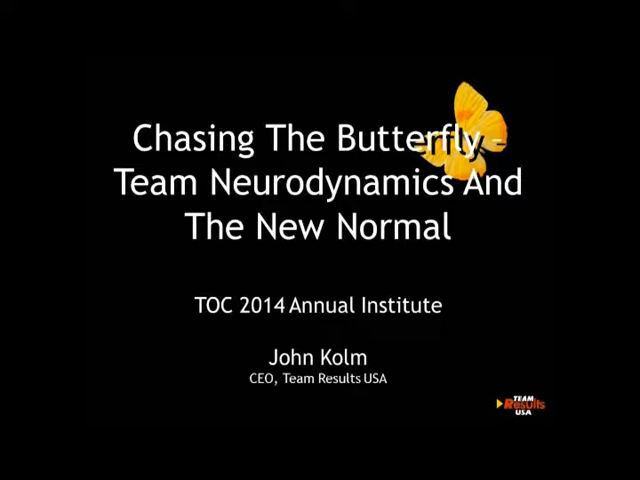 Chasing The Butterfly –
Team Neurodynamics And
The New Normal
TOC 2014 Annual Institute
John Kolm
CEO, Team Results USA
TEAM
Results
USA